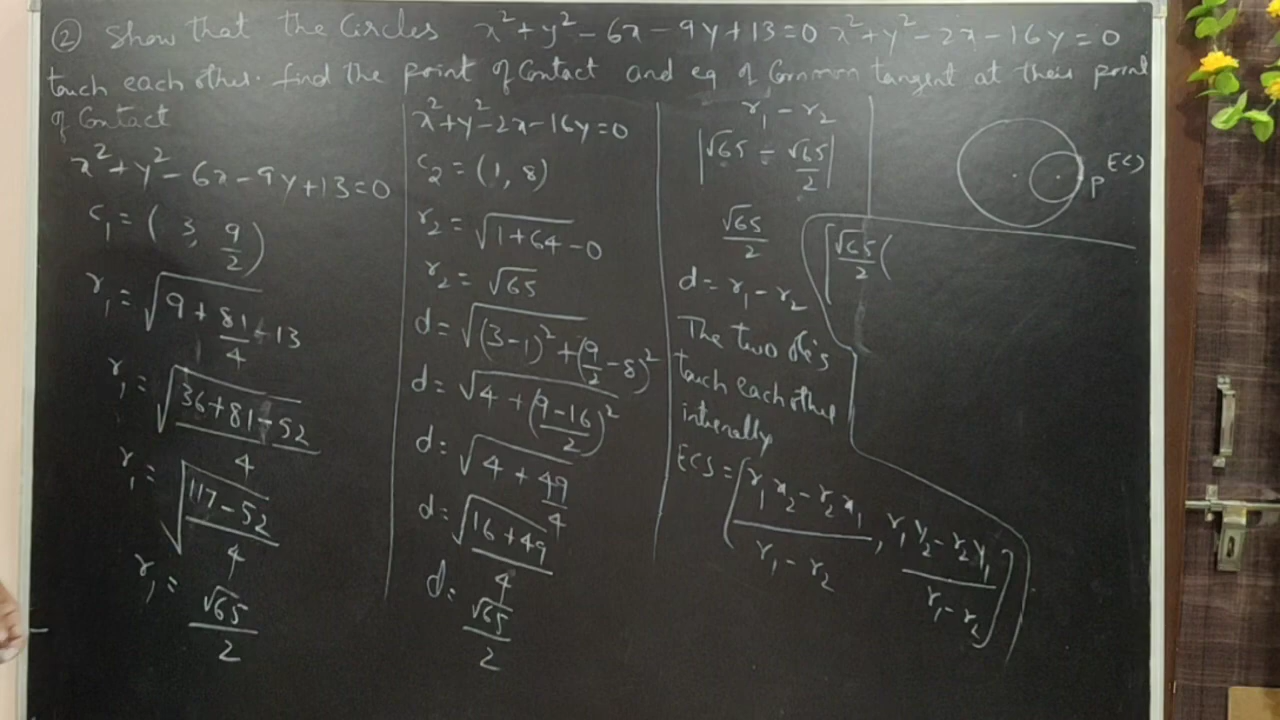 ② Show that the Circles x²+y²-6x-9y+13=0 x²+y²-2x-16y=0
touch each other. find the point of Contact and eq of Common tangent at their point
of Contact
x²+y²-6x-9y+13=0
c₁ = (3, 9/2)
r₁ = √(9+81/4-13)
r₁ = √((36+81-52)/4)
r₁ = √((117-52)/4)
r₁ = √65/2
x²+y²-2x-16y=0
c₂ = (1, 8)
r₂ = √(1+64-0)
r₂ = √65
d = √((3-1)²+(9/2-8)²)
d = √(4+((9-16)/2)²)
d = √(4+49/4)
d = √((16+49)/4)
d = √65/2
r₁-r₂
|√65-√65/2|
√65/2
d = r₁-r₂
The two ole's
touch each other
internally
ECS = [(r₁x₂-r₂x₁)/(r₁-r₂), (r₁y₂-r₂y₁)/(r₁-r₂)]
ECS
P
[√65/2(